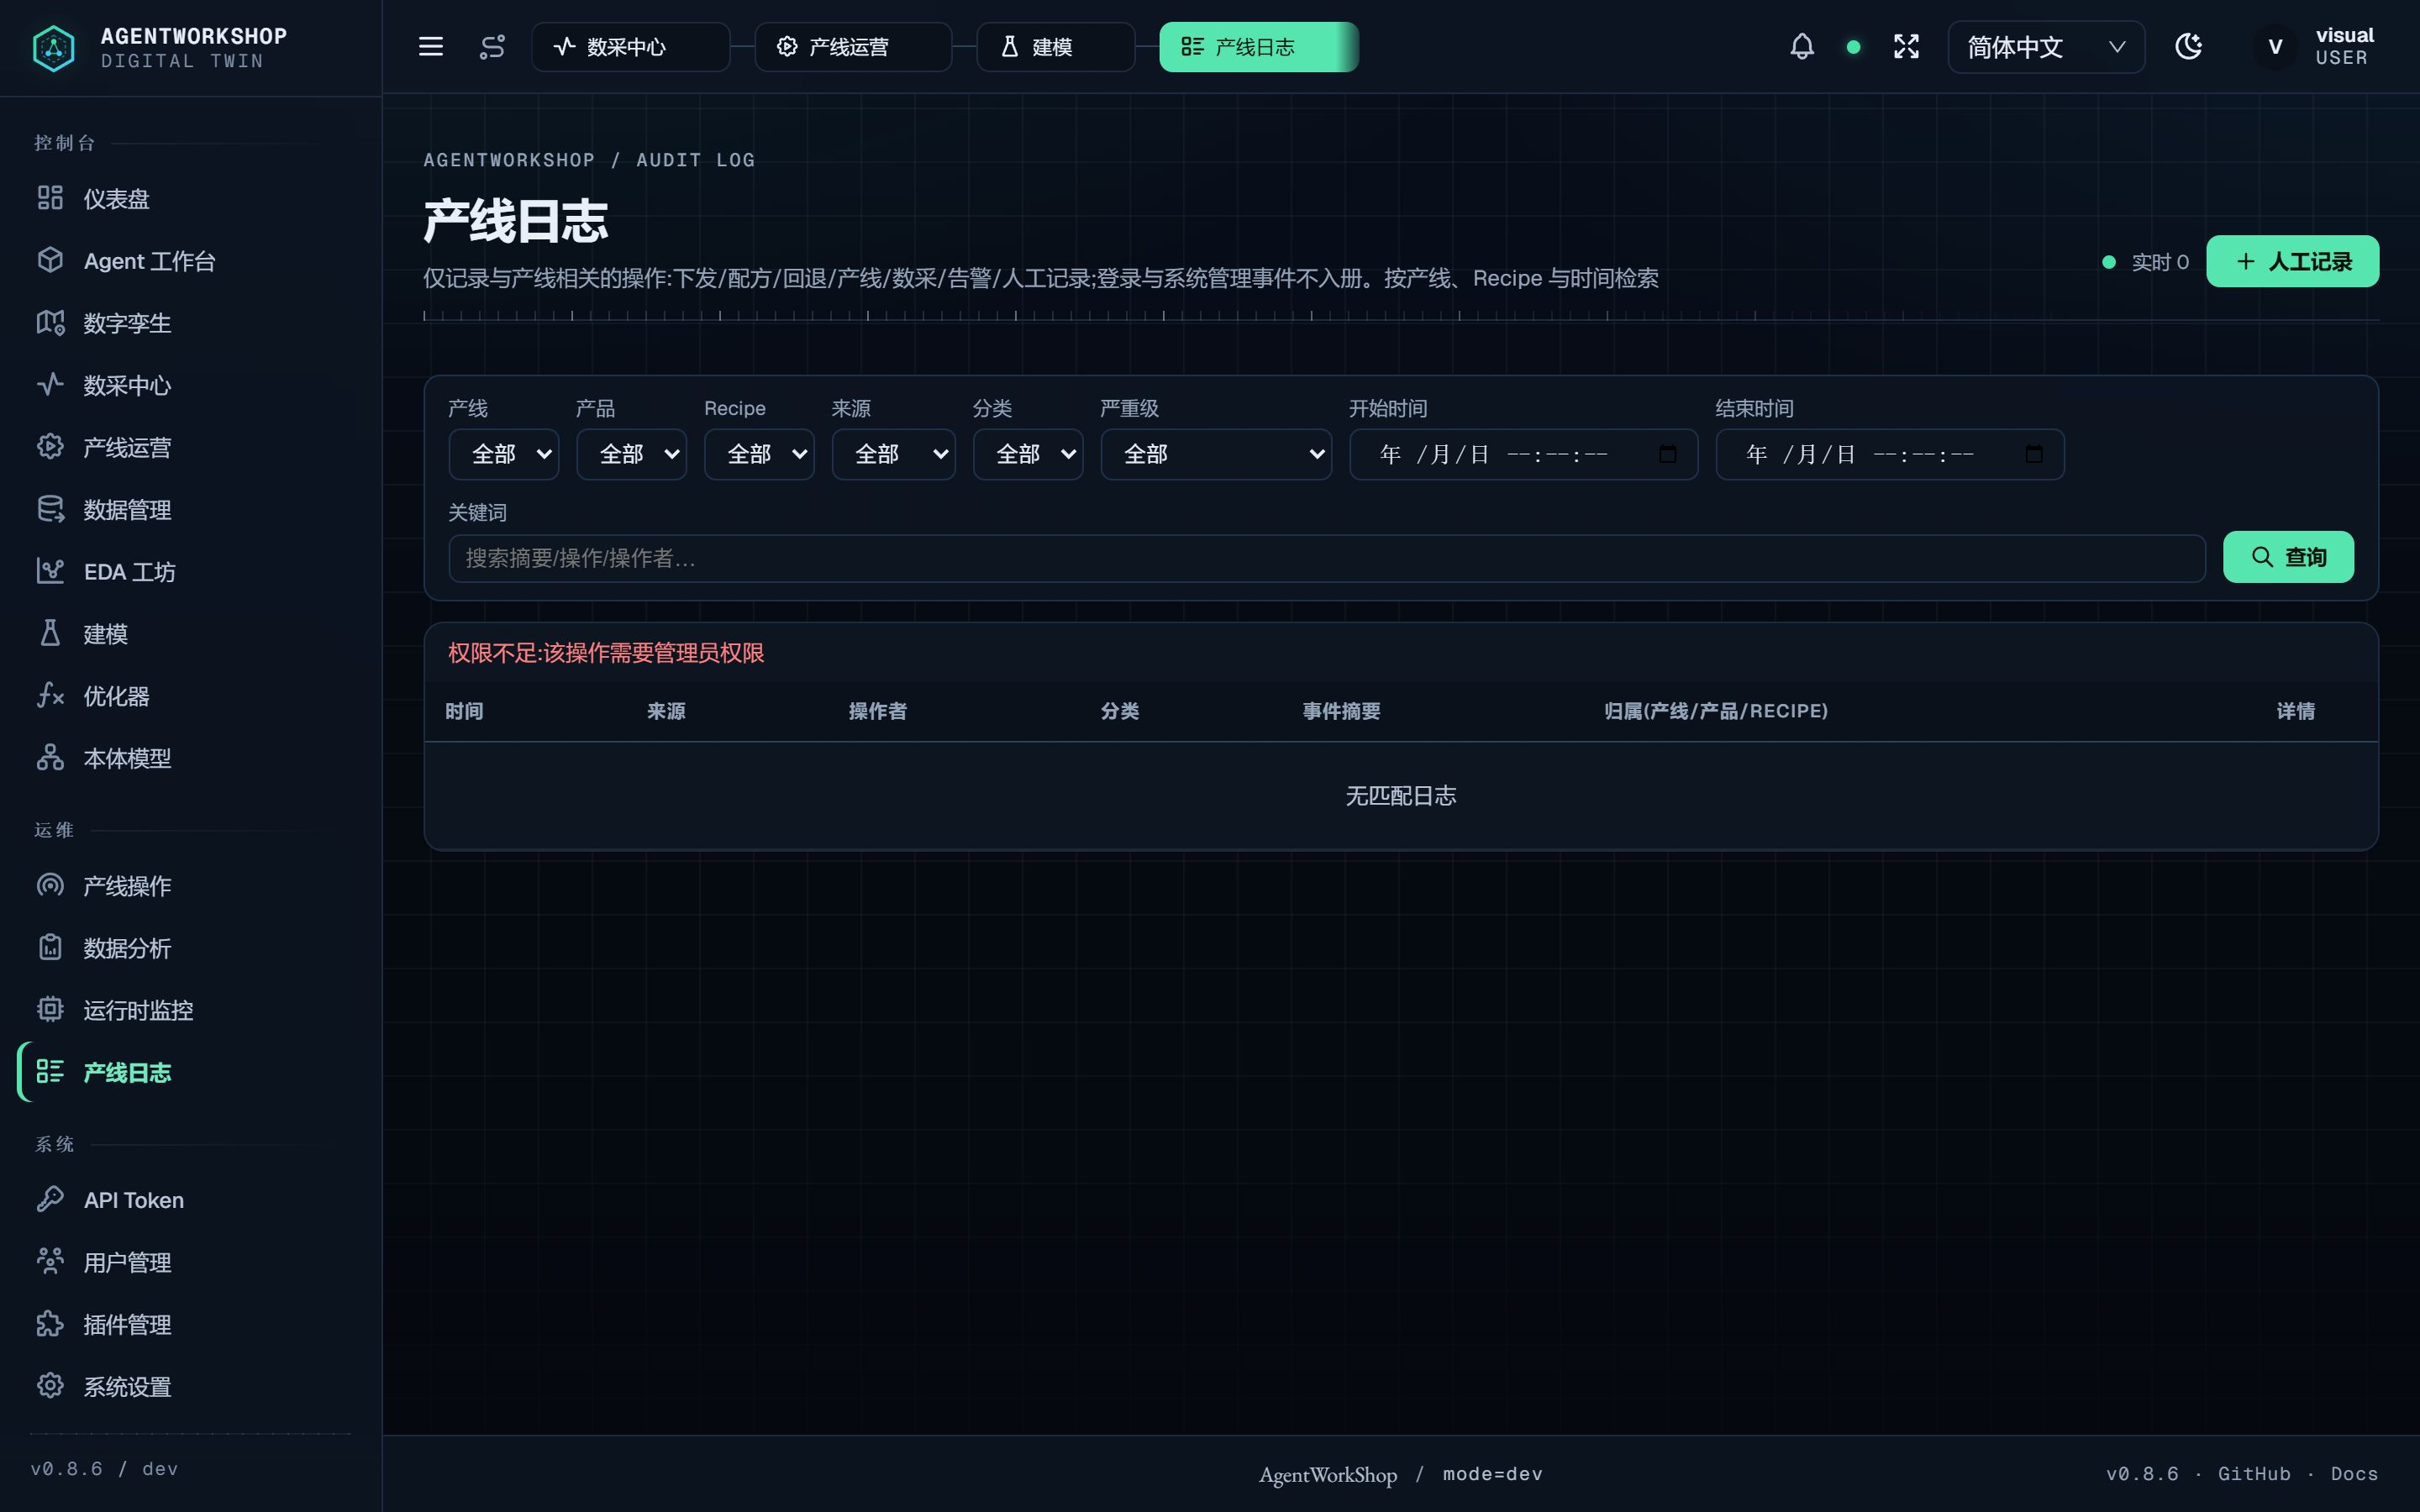 AGENTWORKSHOP
DIGITAL TWIN
数采中心
产线运营
建模
产线日志
简体中文
V
visual
USER
控制台
仪表盘
Agent 工作台
数字孪生
数采中心
产线运营
数据管理
EDA 工坊
建模
优化器
本体模型
运维
产线操作
数据分析
运行时监控
产线日志
系统
API Token
用户管理
插件管理
系统设置
v0.8.6 / dev
AGENTWORKSHOP / AUDIT LOG
产线日志
仅记录与产线相关的操作:下发/配方/回退/产线/数采/告警/人工记录;登录与系统管理事件不入册。按产线、Recipe 与时间检索
实时 0
人工记录
产线 产品 Recipe 来源 分类 严重级 开始时间 结束时间
全部 全部 全部 全部 全部 全部 年 /月/日 --:--:-- 年 /月/日 --:--:--
关键词
搜索摘要/操作/操作者…
查询
权限不足:该操作需要管理员权限
时间 来源 操作者 分类 事件摘要 归属(产线/产品/RECIPE) 详情
无匹配日志
AgentWorkShop / mode=dev
v0.8.6 · GitHub · Docs